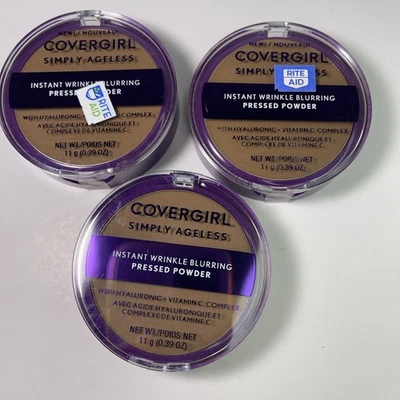 NEW!/NOUVEAU!
COVERGIRL
SIMPLY AGELESS
INSTANT WRINKLE BLURRING
PRESSED POWDER
RITE
AID
WITH HYALURONIC + VITAMIN C COMPLEX
AVEC ACIDE HYALURONIQUE ET
COMPLEXE DE VITAMINE C
NET WT./POIDS NET
11 g (0.39 OZ)
NEW!/NOUVEAU!
COVERGIRL
SIMPLY AGELESS
RITE
AID
INSTANT WRINKLE BLURRING
PRESSED POWDER
WITH HYALURONIC + VITAMIN C COMPLEX
AVEC ACIDE HYALURONIQUE ET
COMPLEXE DE VITAMINE C
NET WT./POIDS NET
11 g (0.39 OZ)
COVERGIRL
SIMPLY AGELESS
INSTANT WRINKLE BLURRING
PRESSED POWDER
WITH HYALURONIC + VITAMIN C COMPLEX
AVEC ACIDE HYALURONIQUE ET
COMPLEXE DE VITAMINE C
NET WT./POIDS NET
11 g (0.39 OZ)